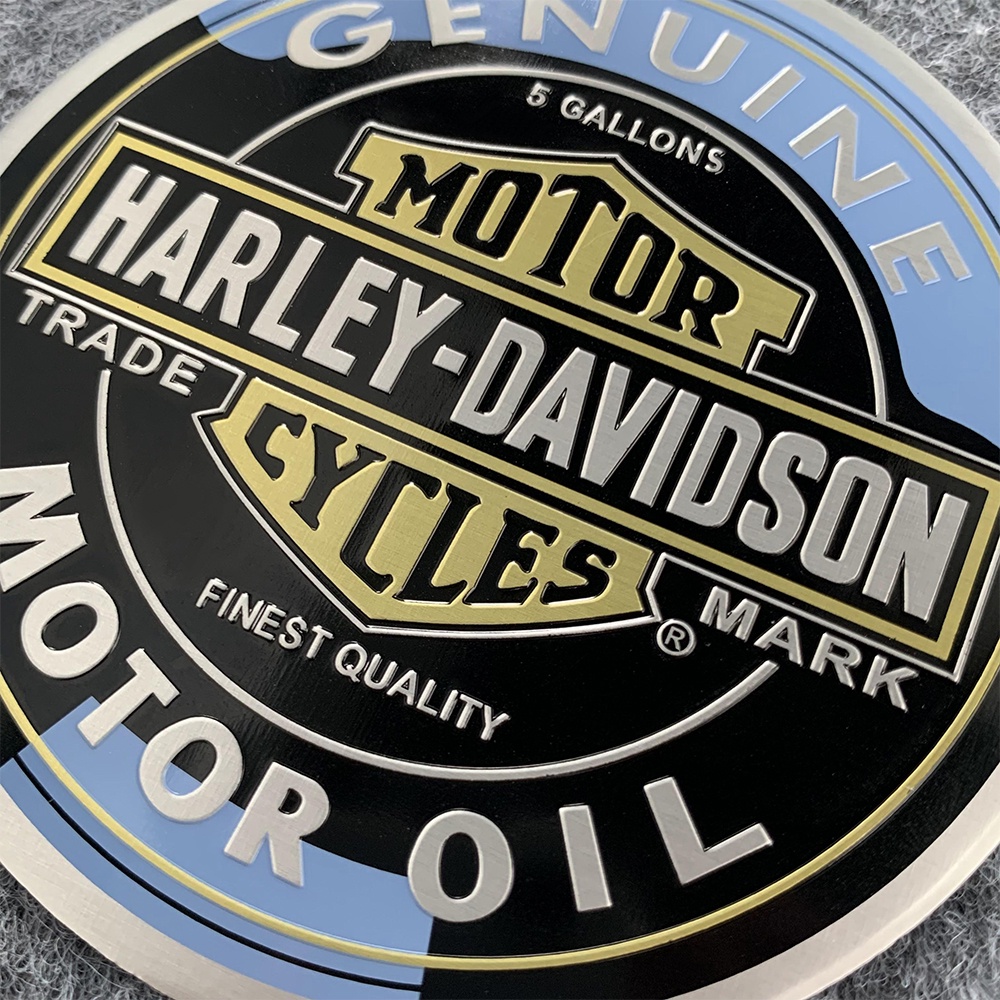 GENUINE
5 GALLONS
MOTOR
HARLEY-DAVIDSON
TRADE
CYCLES
MARK
®
FINEST QUALITY
MOTOR OIL